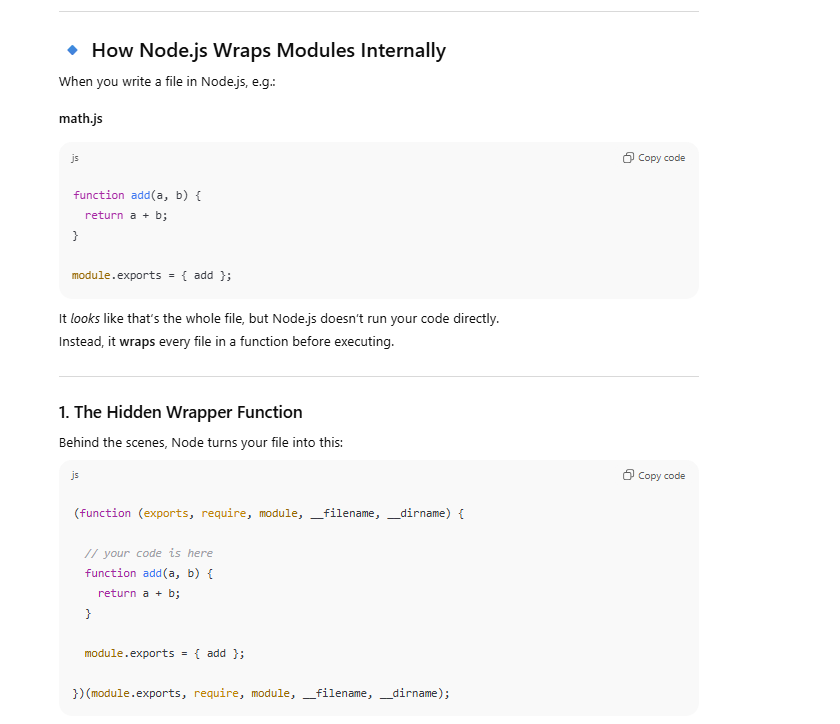 How Node.js Wraps Modules Internally
When you write a file in Node.js, e.g.:
math.js
js
Copy code
function add(a, b) {
  return a + b;
}
module.exports = { add };
It looks like that's the whole file, but Node.js doesn't run your code directly.
Instead, it wraps every file in a function before executing.
1. The Hidden Wrapper Function
Behind the scenes, Node turns your file into this:
js
Copy code
(function (exports, require, module, __filename, __dirname) {
  // your code is here
  function add(a, b) {
    return a + b;
  }
  module.exports = { add };
})(module.exports, require, module, __filename, __dirname);